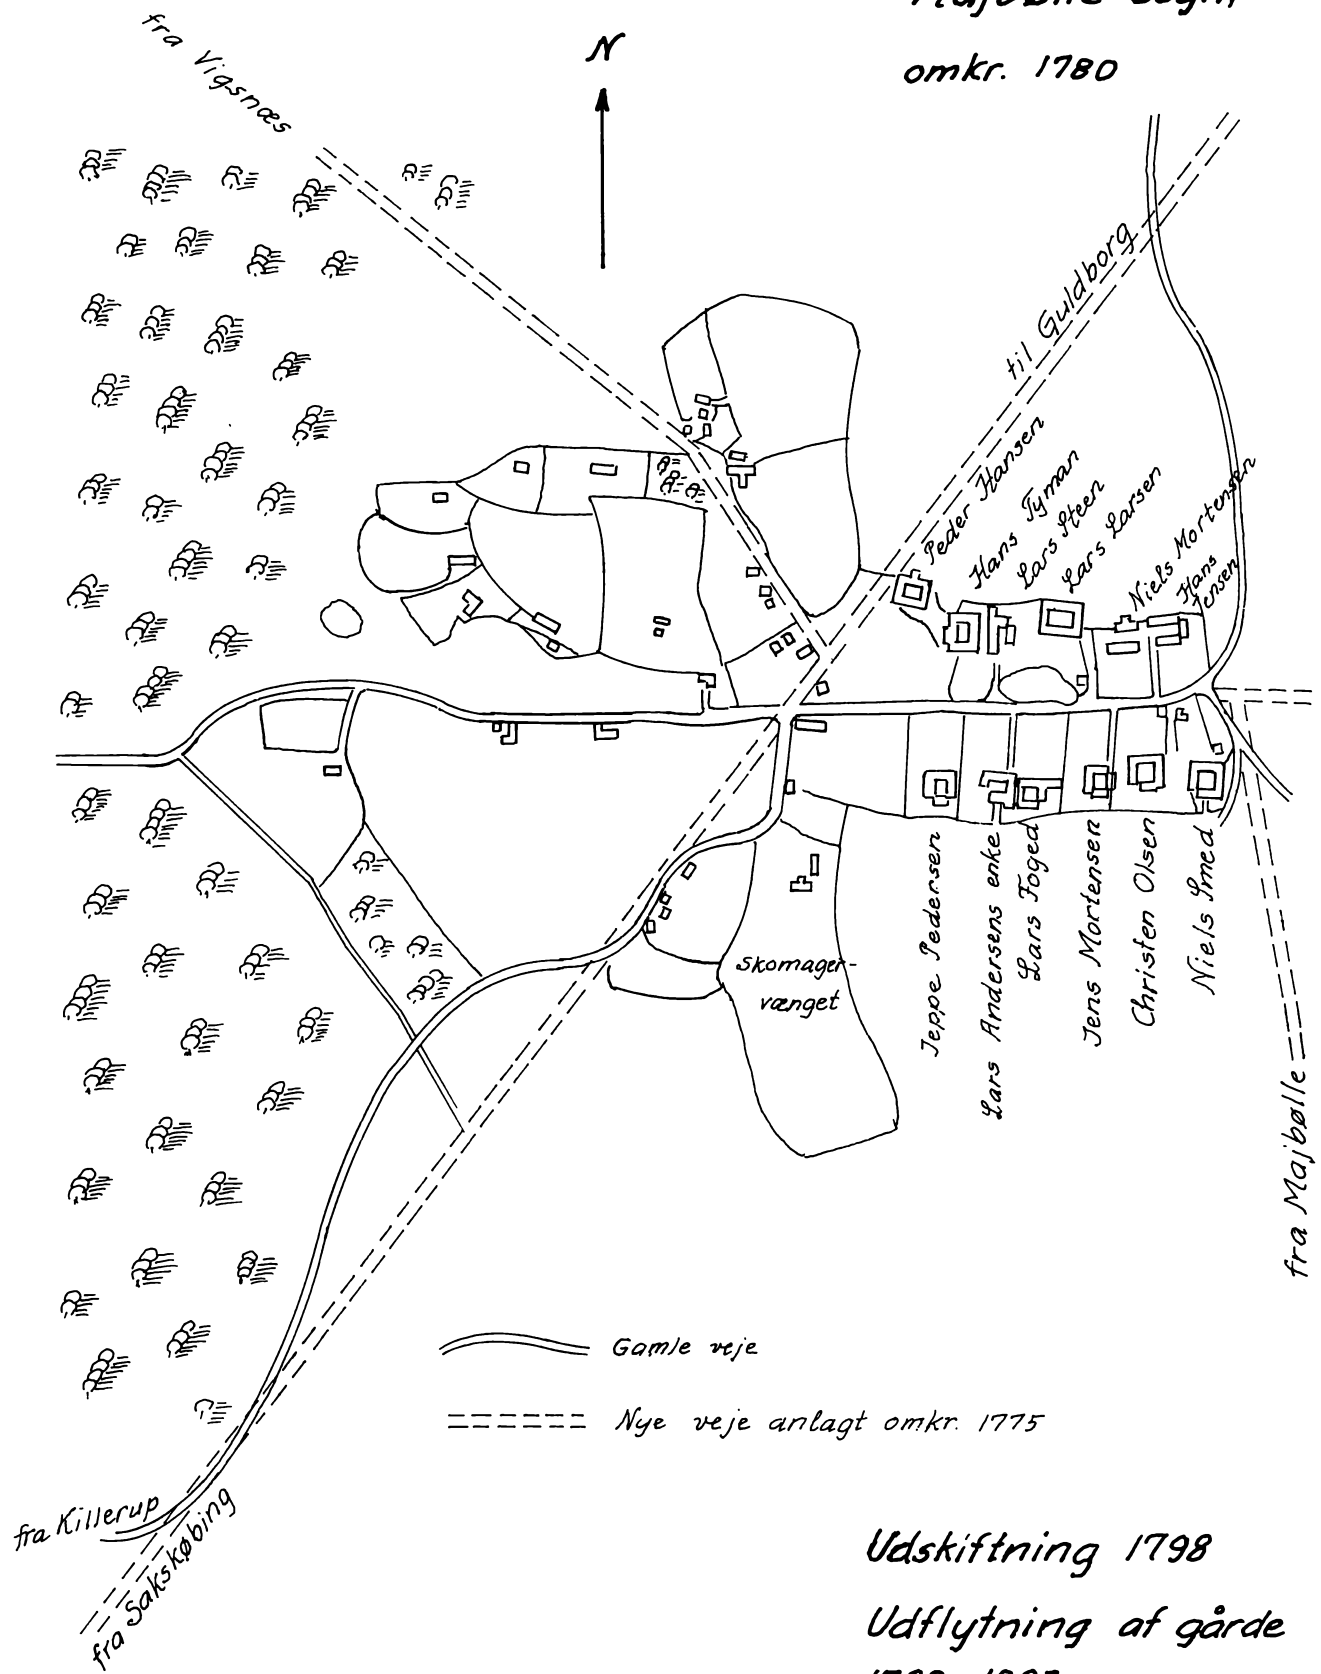 omkr. 1780
N
fra Vigsnæs
til Guldborg
Peder Hansen
Hans Tyman
Lars Steen
Lars Larsen
Niels Mortensen
Hans
Jensen
Jeppe Pedersen
Lars Andersens enke
Lars Foged
Jens Mortensen
Christen Olsen
Niels Smed
Skomager-
vænget
fra Majbølle
Gamle veje
Nye veje anlagt omkr. 1775
fra Killerup
fra Sakskøbing
Udskiftning 1798
Udflytning af gårde